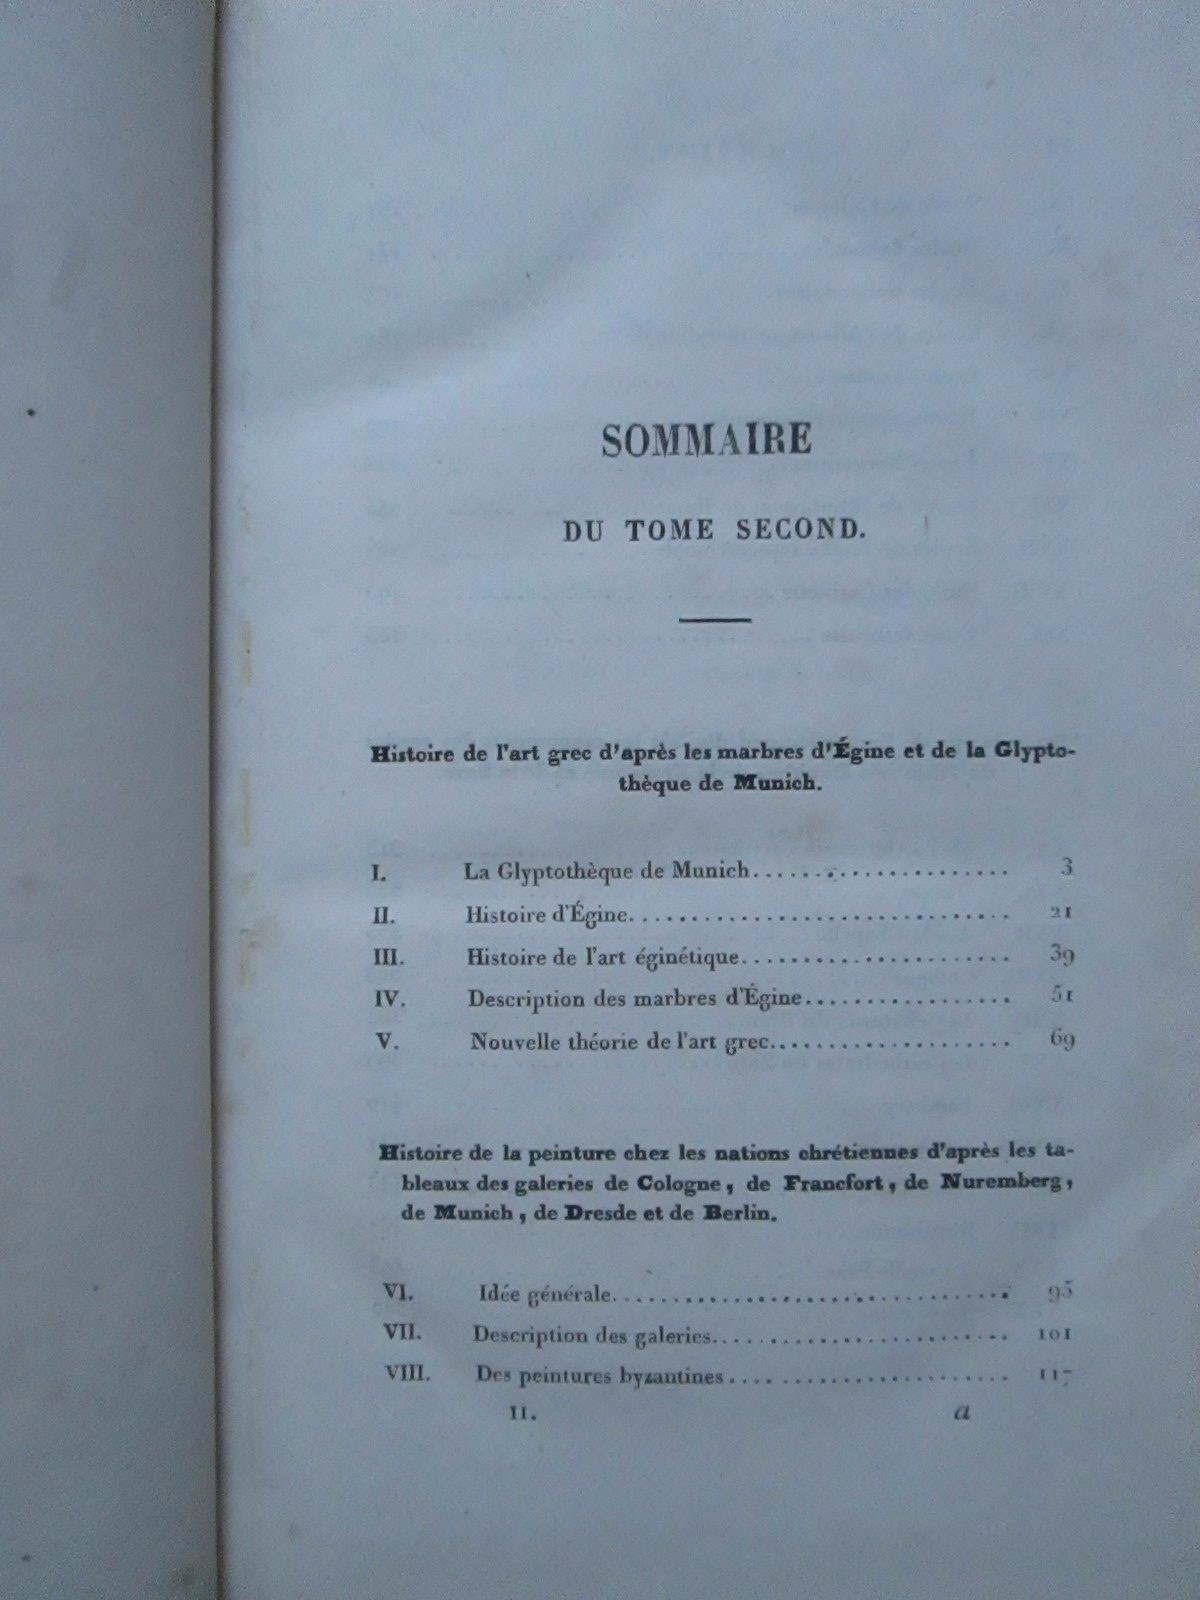 SOMMAIRE
DU TOME SECOND.
Histoire de l'art grec d'après les marbres d'Égine et de la Glypto-
thèque de Munich.
I. La Glyptothèque de Munich...................... 3
II. Histoire d'Égine.............................. 21
III. Histoire de l'art éginétique...................... 39
IV. Description des marbres d'Égine................. 51
V. Nouvelle théorie de l'art grec.................... 69
Histoire de la peinture chez les nations chrétiennes d'après les ta-
bleaux des galeries de Cologne, de Francfort, de Nuremberg,
de Munich, de Dresde et de Berlin.
VI. Idée générale.............................. 95
VII. Description des galeries....................... 101
VIII. Des peintures byzantines...................... 117
II. a